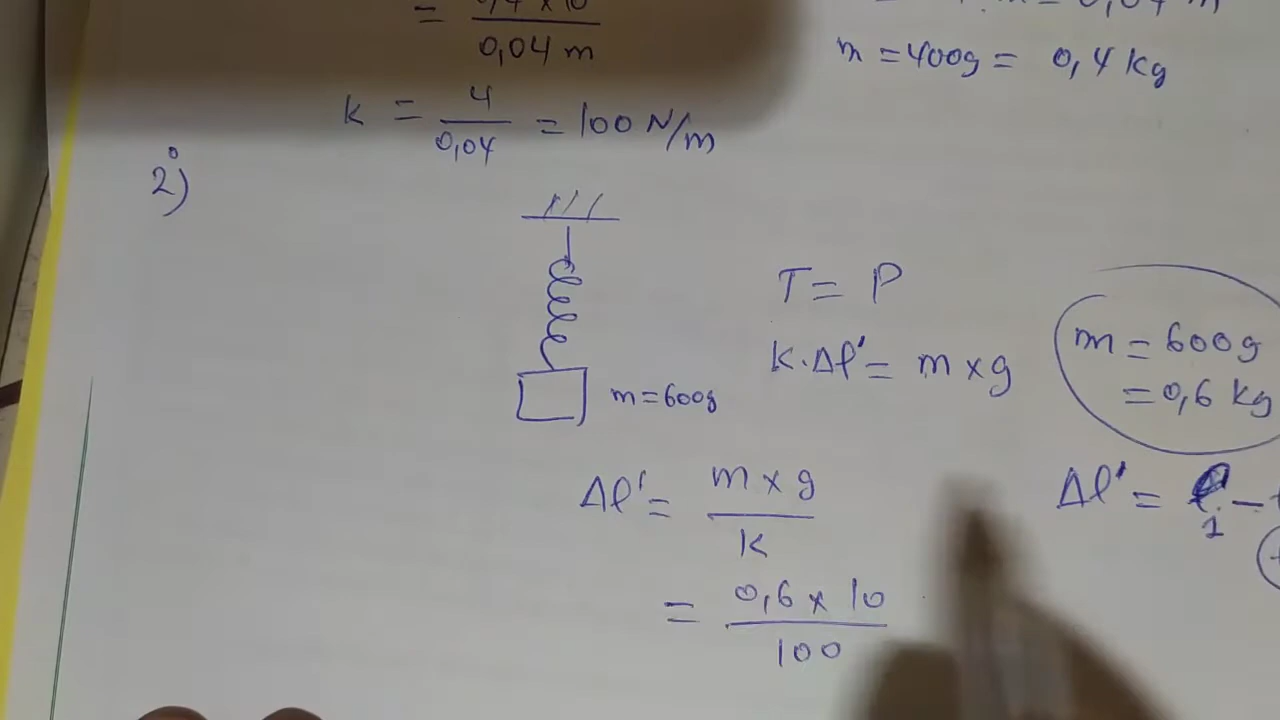 =
0,04 m
m = 400g = 0,4 kg
k = 4 / 0,04 = 100 N/m
2)
T = P
K.Δl' = m x g
m = 600g
= 0,6 kg
m = 600g
Δl' = m x g / K
Δl' = l1 -
= 0,6 x 10 / 100